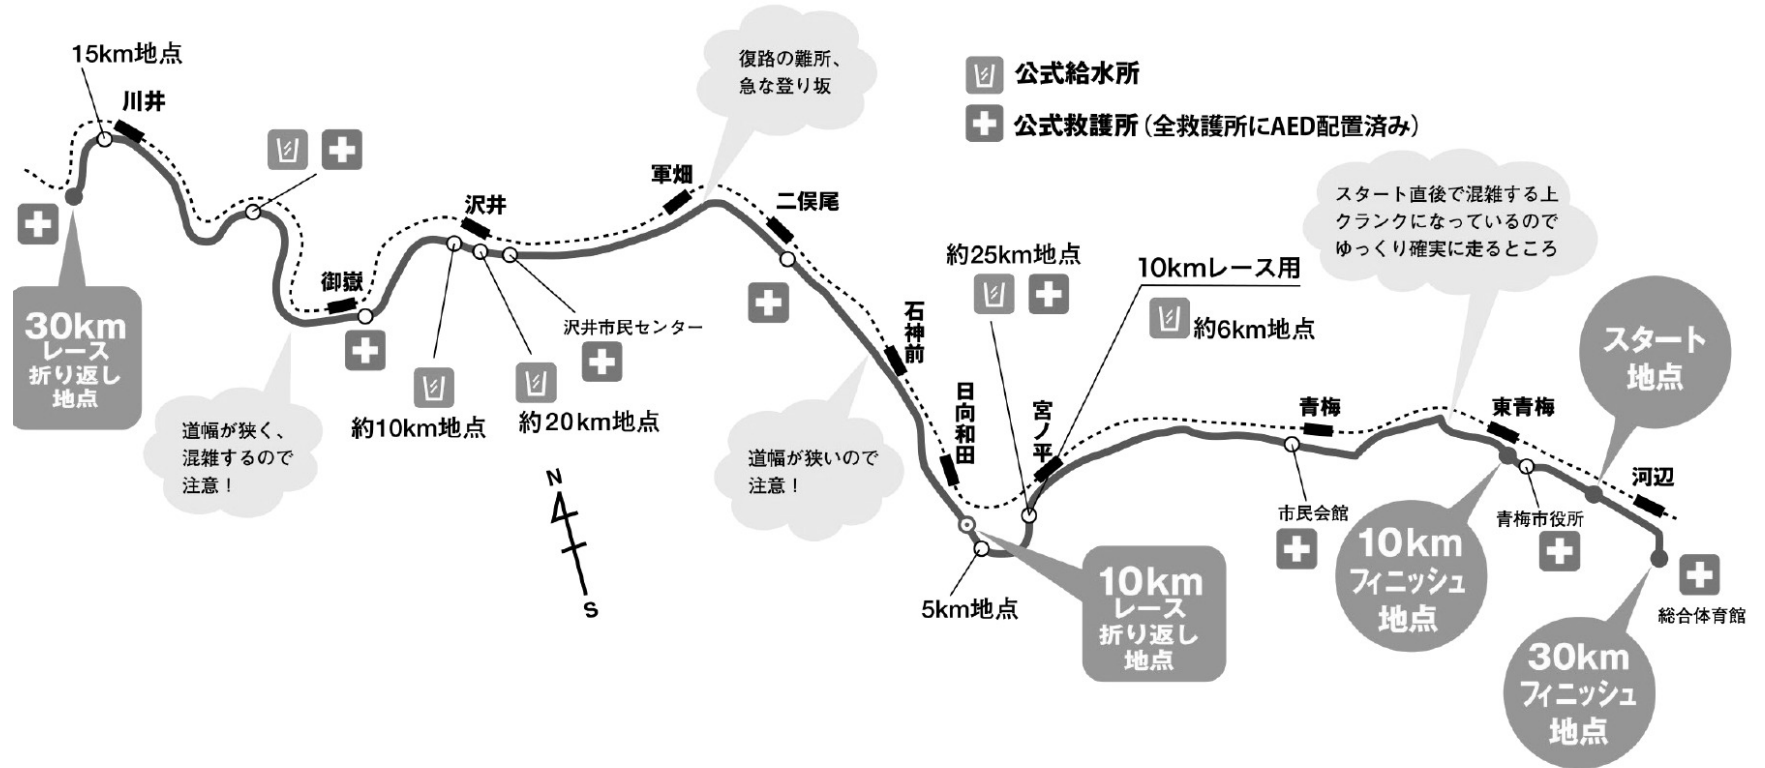 15km地点
川井
復路の難所、
急な登り坂
公式給水所
公式救護所（全救護所にAED配置済み）
沢井
軍畑
二俣尾
スタート直後で混雑する上
クランクになっているので
ゆっくり確実に走るところ
約25km地点
10kmレース用
約6km地点
御嶽
沢井市民センター
石神前
30km
レース
折り返し
地点
スタート
地点
約10km地点
約20km地点
日向和田
宮ノ平
青梅
東青梅
河辺
道幅が狭く、
混雑するので
注意！
道幅が狭いので
注意！
N
S
市民会館
青梅市役所
5km地点
10km
レース
折り返し
地点
10km
フィニッシュ
地点
総合体育館
30km
フィニッシュ
地点